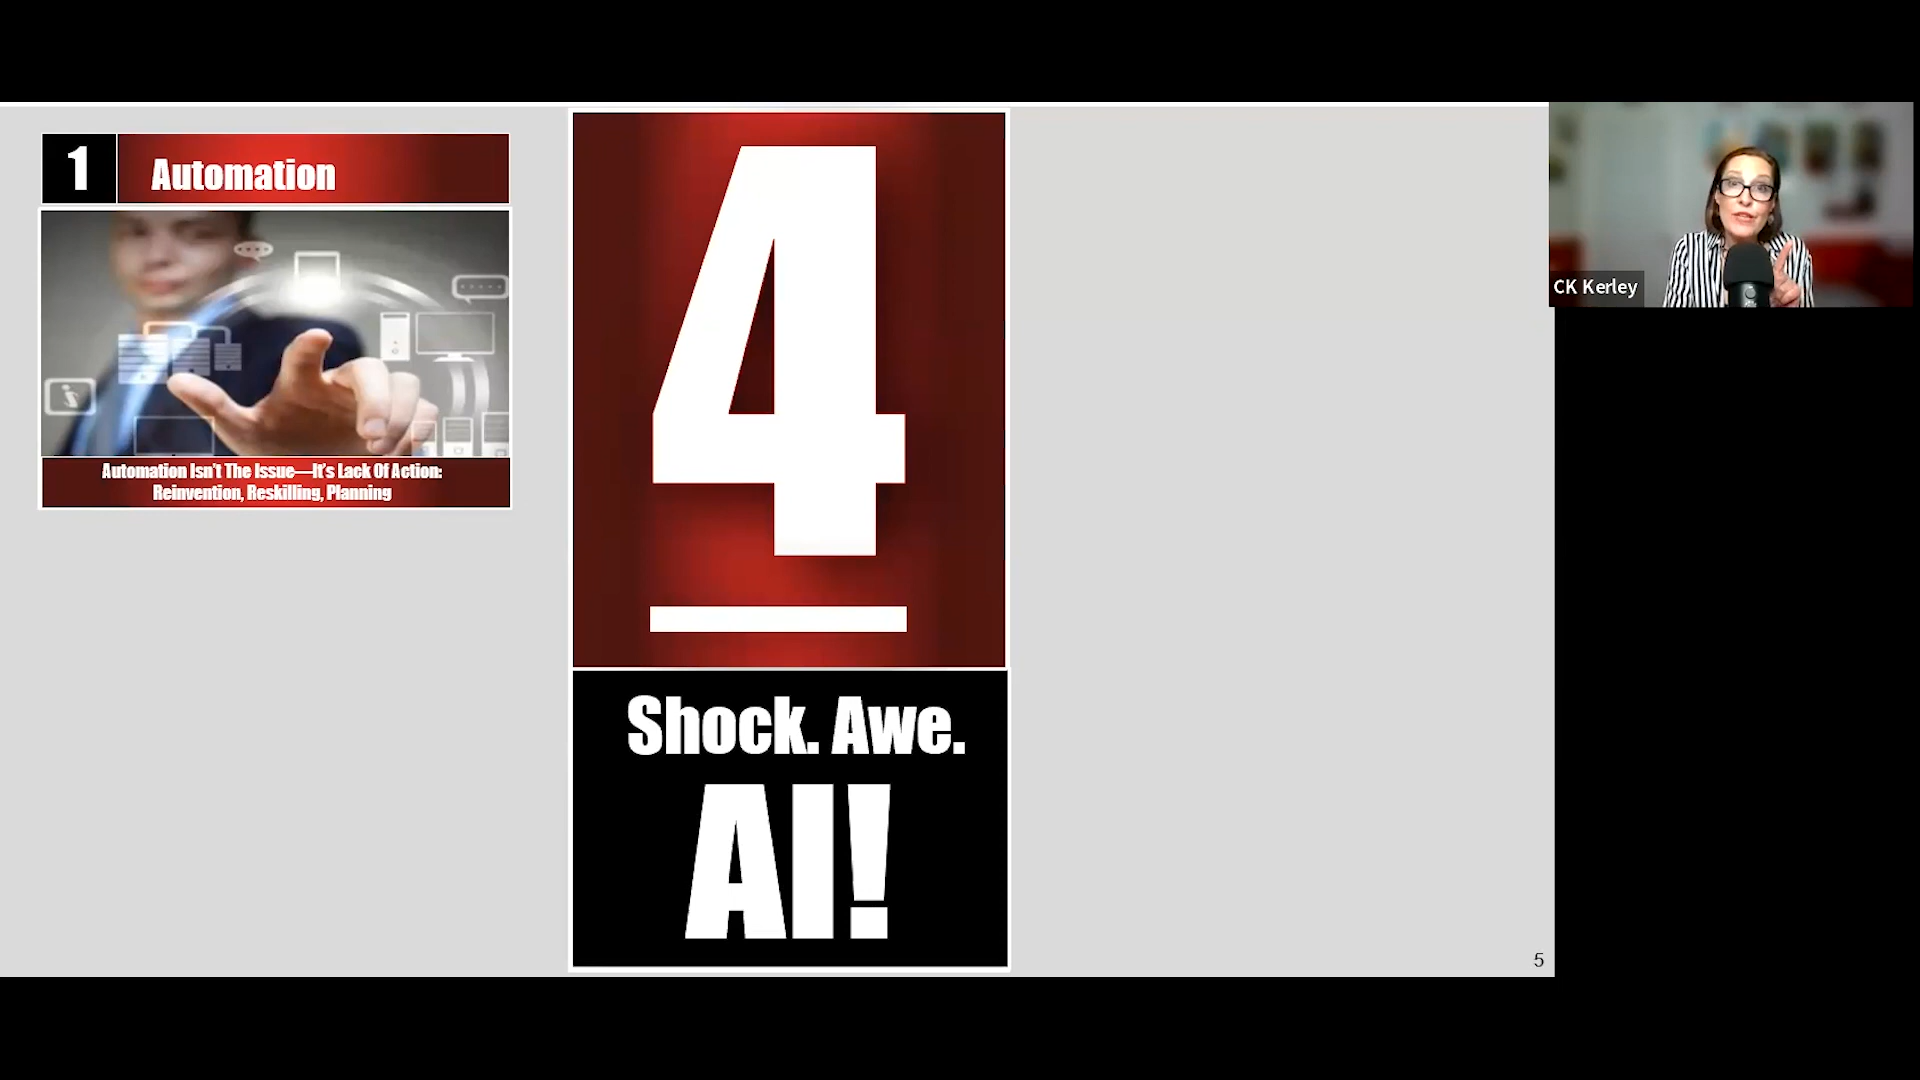 1
Automation
Automation Isn't The Issue—It's Lack Of Action:
Reinvention, Reskilling, Planning
4
Shock. Awe.
AI!
CK Kerley
5